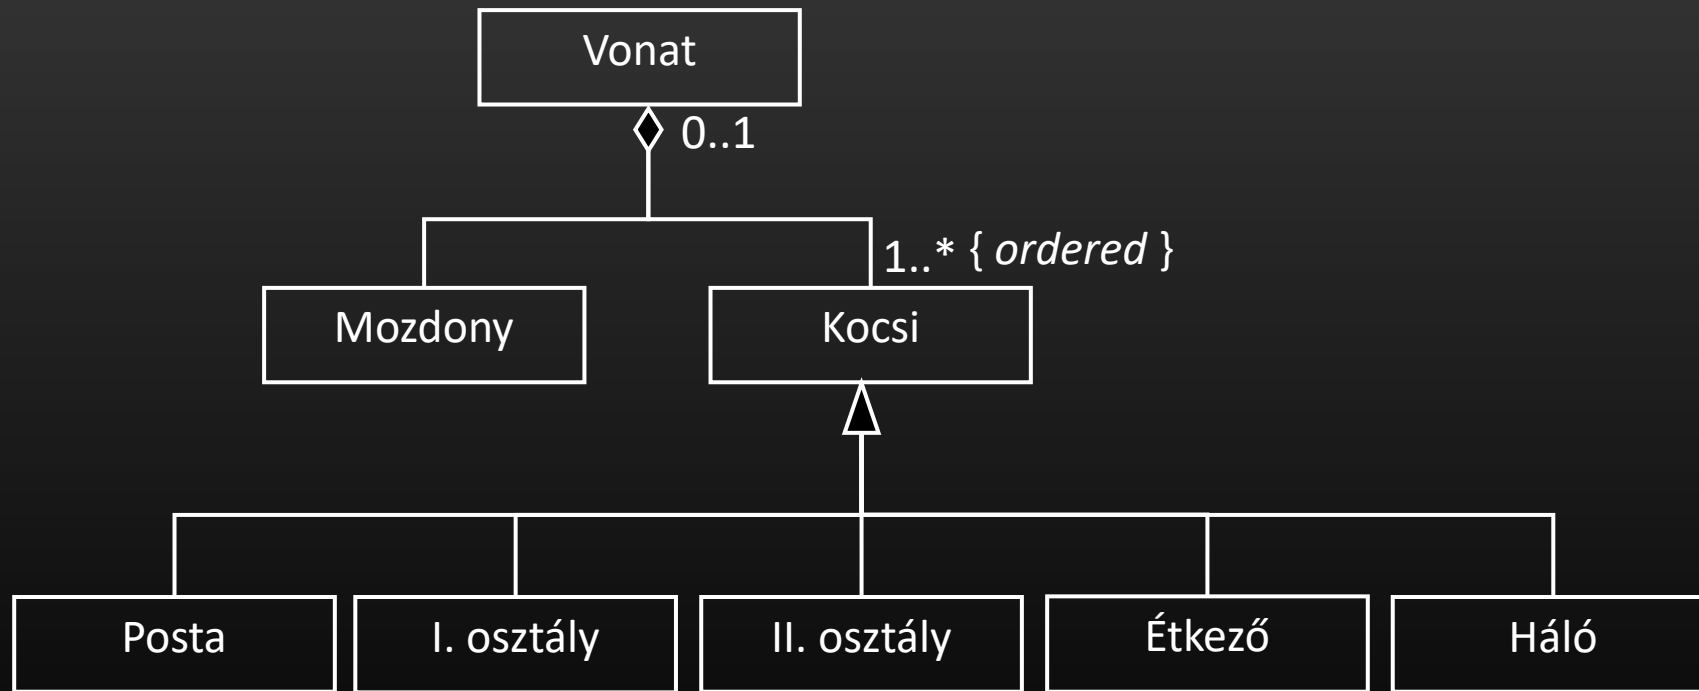 Vonat
0..1
1..* { ordered }
Mozdony
Kocsi
Posta
I. osztály
II. osztály
Étkező
Háló